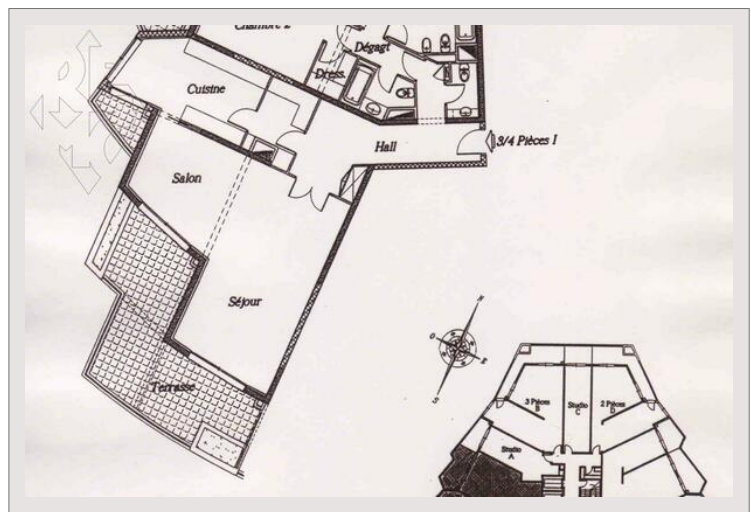 Chambre 2
Dégagt
Dress.
Cuisine
Hall
3/4 Pièces I
Salon
Séjour
Terrasse
N
O
E
S
3 Pièces
B
Studio
C
2 Pièces
D
Studio
A